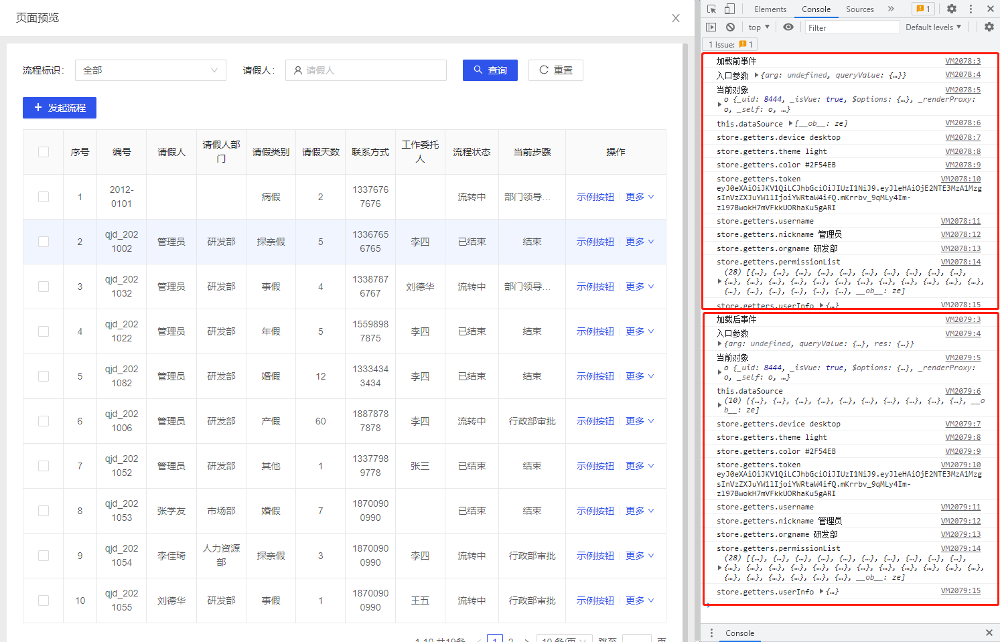 页面预览
流程标识： 全部 请假人： 请假人 查询 重置
发起流程
序号 编号 请假人 请假人部门 请假类别 请假天数 联系方式 工作委托人 流程状态 当前步骤 操作
1 2012-0101 病假 2 13376767676 流转中 部门领导... 示例按钮 更多
2 qjd_2021002 管理员 研发部 探亲假 5 13367656765 李四 已结束 结束 示例按钮 更多
3 qjd_2021032 管理员 研发部 事假 4 13387876767 刘德华 流转中 部门领导... 示例按钮 更多
4 qjd_2021022 管理员 研发部 年假 5 15598987875 李四 已结束 结束 示例按钮 更多
5 qjd_2021082 管理员 研发部 婚假 12 13334343434 李四 已结束 结束 示例按钮 更多
6 qjd_2021006 管理员 研发部 产假 60 18878787878 李四 流转中 行政部审批 示例按钮 更多
7 qjd_2021052 管理员 研发部 其他 1 13377989778 张三 已结束 结束 示例按钮 更多
8 qjd_2021053 张学友 市场部 婚假 7 18700900990 已结束 结束 示例按钮 更多
9 qjd_2021054 李佳琦 人力资源部 探亲假 3 18700900990 李四 流转中 行政部审批 示例按钮 更多
10 qjd_2021055 刘德华 研发部 事假 1 18700900990 王五 流转中 行政部审批 示例按钮 更多
1-10 共19条 < 1 2 > 10 条/页 跳至 页
Elements Console Sources » 1
top Filter Default levels
1 Issue: 1
加载前事件 VM2078:3
入口参数 {arg: undefined, queryValue: {…}} VM2078:4
当前对象 VM2078:5
o {_uid: 8444, _isVue: true, $options: {…}, _renderProxy:
o, _self: o, …}
this.dataSource [__ob__: ze] VM2078:6
store.getters.device desktop VM2078:7
store.getters.theme light VM2078:8
store.getters.color #2F54EB VM2078:9
store.getters.token VM2078:10
eyJ0eXAiOiJKV1QiLCJhbGciOiJIUzI1NiJ9.eyJleHAiOjE2NTE3MzA1Mzg
sInVzZXJuYW1lIjoiYWRtaW4ifQ.mKrrbv_9qMLy4Im-
zl97BwokH7mVFkkUORhaKu5gARI
store.getters.username VM2078:11
store.getters.nickname 管理员 VM2078:12
store.getters.orgname 研发部 VM2078:13
store.getters.permissionList VM2078:14
(28) [{…}, {…}, {…}, {…}, {…}, {…}, {…}, {…}, {…}, {…},
{…}, {…}, {…}, {…}, {…}, {…}, {…}, {…}, {…}, {…}, {…}, {…},
{…}, {…}, {…}, {…}, {…}, {…}, __ob__: ze]
store.getters.userInfo {…} VM2078:15
加载后事件 VM2079:3
入口参数 VM2079:4
{arg: undefined, queryValue: {…}, res: {…}}
当前对象 VM2079:5
o {_uid: 8444, _isVue: true, $options: {…}, _renderProxy:
o, _self: o, …}
this.dataSource VM2079:6
(10) [{…}, {…}, {…}, {…}, {…}, {…}, {…}, {…}, {…}, {…}, __o
b__: ze]
store.getters.device desktop VM2079:7
store.getters.theme light VM2079:8
store.getters.color #2F54EB VM2079:9
store.getters.token VM2079:10
eyJ0eXAiOiJKV1QiLCJhbGciOiJIUzI1NiJ9.eyJleHAiOjE2NTE3MzA1Mzg
sInVzZXJuYW1lIjoiYWRtaW4ifQ.mKrrbv_9qMLy4Im-
zl97BwokH7mVFkkUORhaKu5gARI
store.getters.username VM2079:11
store.getters.nickname 管理员 VM2079:12
store.getters.orgname 研发部 VM2079:13
store.getters.permissionList VM2079:14
(28) [{…}, {…}, {…}, {…}, {…}, {…}, {…}, {…}, {…}, {…},
{…}, {…}, {…}, {…}, {…}, {…}, {…}, {…}, {…}, {…}, {…}, {…},
{…}, {…}, {…}, {…}, {…}, {…}, __ob__: ze]
store.getters.userInfo {…} VM2079:15
Console